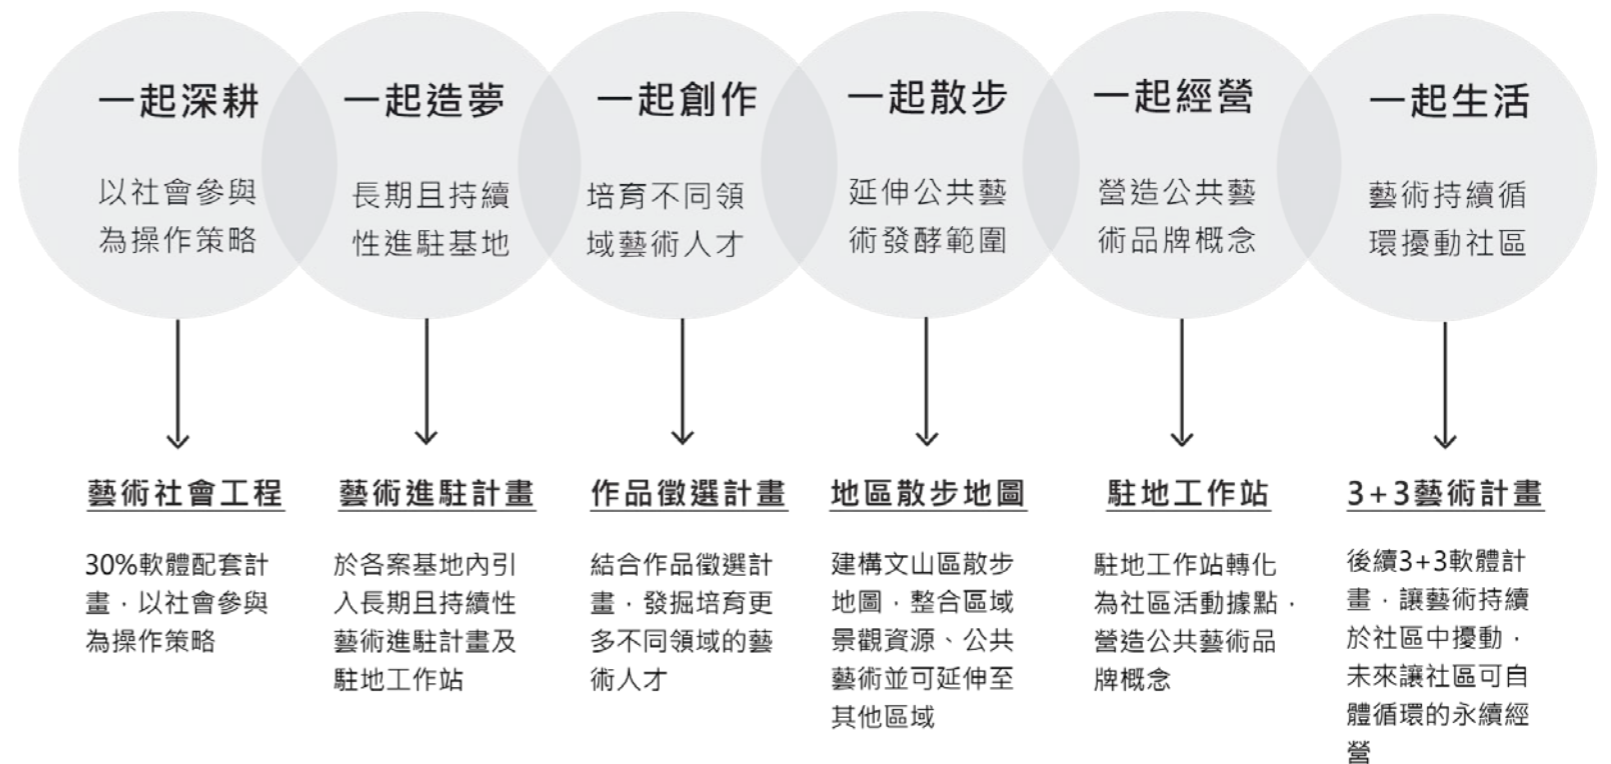 一起深耕
以社會參與
為操作策略
一起造夢
長期且持續
性進駐基地
一起創作
培育不同領
域藝術人才
一起散步
延伸公共藝
術發酵範圍
一起經營
營造公共藝
術品牌概念
一起生活
藝術持續循
環擾動社區
藝術社會工程
30%軟體配套計
畫，以社會參與
為操作策略
藝術進駐計畫
於各案基地內引
入長期且持續性
藝術進駐計畫及
駐地工作站
作品徵選計畫
結合作品徵選計
畫，發掘培育更
多不同領域的藝
術人才
地區散步地圖
建構文山區散步
地圖，整合區域
景觀資源、公共
藝術並可延伸至
其他區域
駐地工作站
駐地工作站轉化
為社區活動據點，
營造公共藝術品
牌概念
3+3藝術計畫
後續3+3軟體計
畫，讓藝術持續
於社區中擾動，
未來讓社區可自
體循環的永續經
營